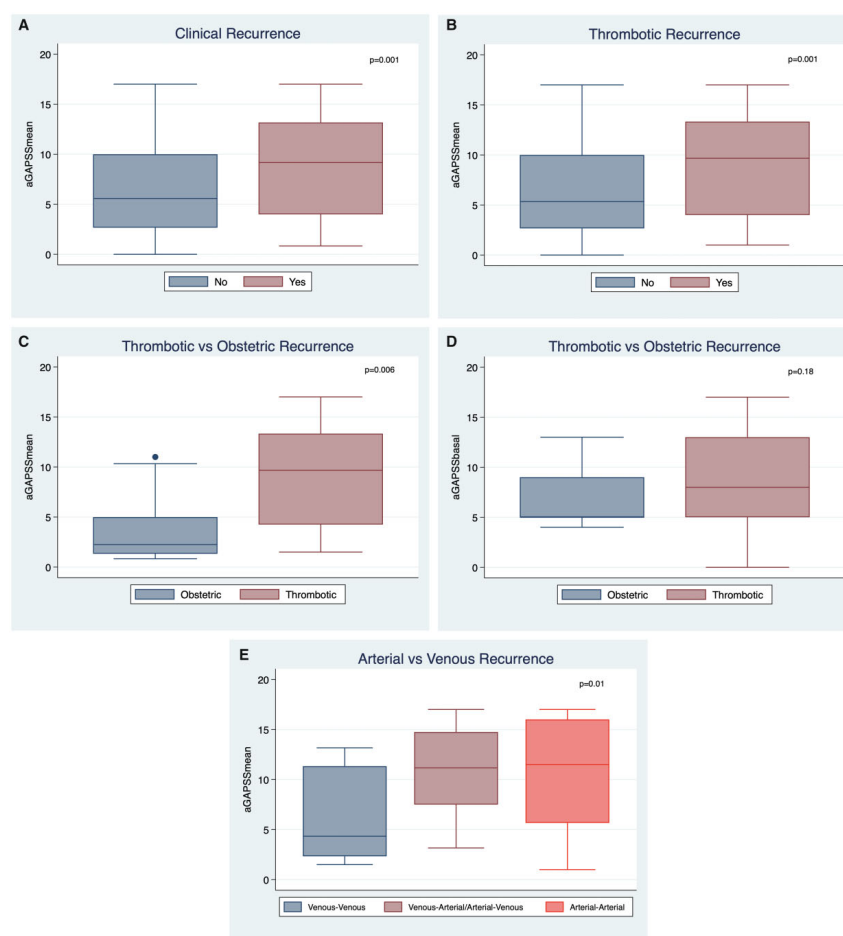 A
Clinical Recurrence
p=0.001
aGAPSSmean
20
15
10
5
0
No Yes
B
Thrombotic Recurrence
p=0.001
aGAPSSmean
20
15
10
5
0
No Yes
C
Thrombotic vs Obstetric Recurrence
p=0.006
aGAPSSmean
20
15
10
5
0
Obstetric Thrombotic
D
Thrombotic vs Obstetric Recurrence
p=0.18
aGAPSSbasal
20
15
10
5
0
Obstetric Thrombotic
E
Arterial vs Venous Recurrence
p=0.01
aGAPSSmean
20
15
10
5
0
Venous-Venous Venous-Arterial/Arterial-Venous Arterial-Arterial